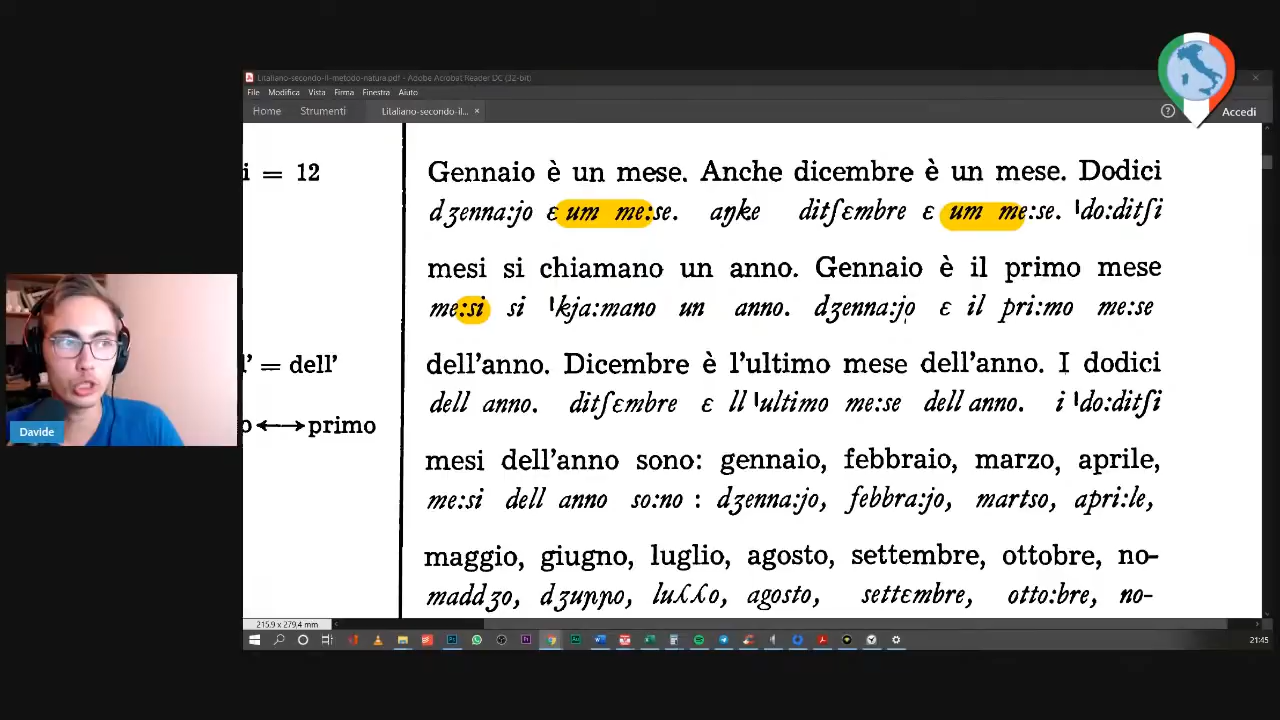 Litaliano-secondo-il-metodo-natura.pdf - Adobe Acrobat Reader DC (32-bit)
File Modifica Vista Firma Finestra Aiuto
Home Strumenti Litaliano-secondo-il... × Accedi
i = 12
Gennaio è un mese. Anche dicembre è un mese. Dodici
dʒenna:jo ɛ um me:se. aŋke ditʃɛmbre ɛ um me:se. ˈdo:ditʃi
mesi si chiamano un anno. Gennaio è il primo mese
me:si si ˈkja:mano un anno. dʒenna:jo ɛ il pri:mo me:se
l' = dell'
dell'anno. Dicembre è l'ultimo mese dell'anno. I dodici
dell anno. ditʃɛmbre ɛ ll ˈultimo me:se dell anno. i ˈdo:ditʃi
o ⟷ primo
mesi dell'anno sono: gennaio, febbraio, marzo, aprile,
me:si dell anno so:no : dʒenna:jo, febbra:jo, martso, apri:le,
maggio, giugno, luglio, agosto, settembre, ottobre, no-
maddʒo, dʒuɲɲo, luʎʎo, agosto, settɛmbre, otto:bre, no-
Davide
215,9 x 279,4 mm
21:45